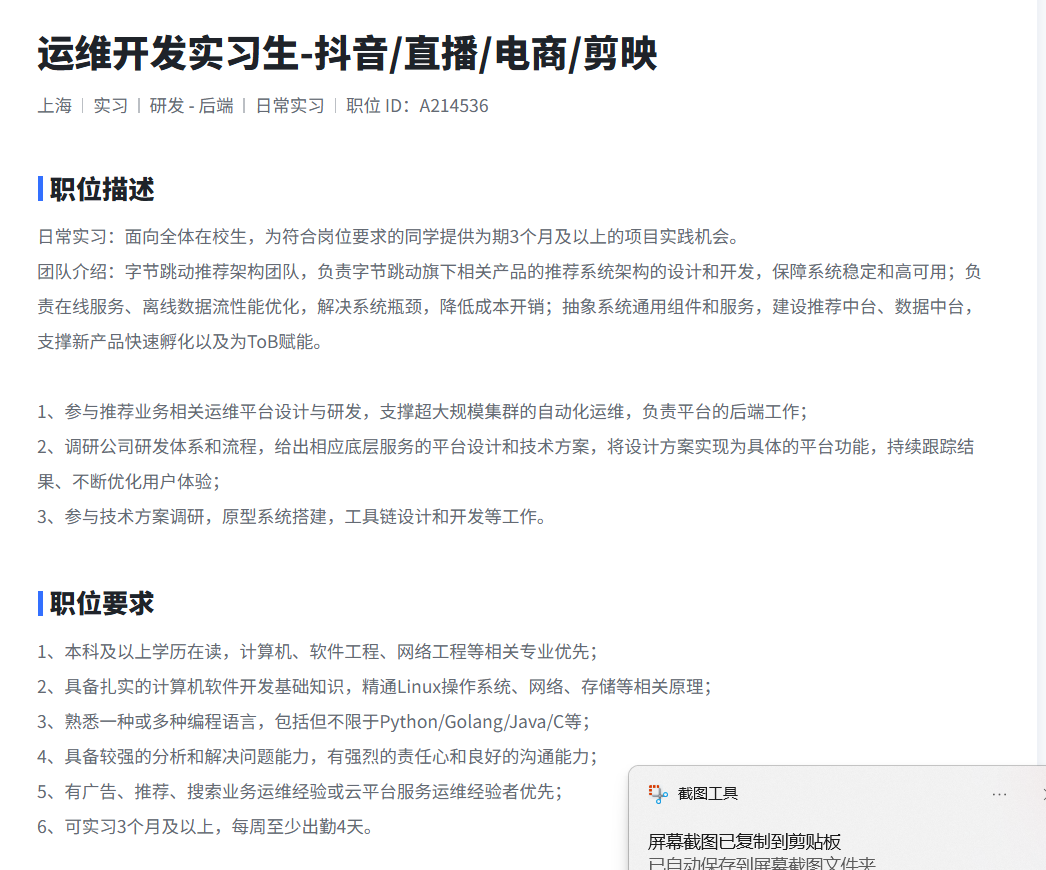 运维开发实习生-抖音/直播/电商/剪映
上海 | 实习 | 研发 - 后端 | 日常实习 | 职位 ID：A214536
职位描述
日常实习：面向全体在校生，为符合岗位要求的同学提供为期3个月及以上的项目实践机会。
团队介绍：字节跳动推荐架构团队，负责字节跳动旗下相关产品的推荐系统架构的设计和开发，保障系统稳定和高可用；负
责在线服务、离线数据流性能优化，解决系统瓶颈，降低成本开销；抽象系统通用组件和服务，建设推荐中台、数据中台，
支撑新产品快速孵化以及为ToB赋能。
1、参与推荐业务相关运维平台设计与研发，支撑超大规模集群的自动化运维，负责平台的后端工作；
2、调研公司研发体系和流程，给出相应底层服务的平台设计和技术方案，将设计方案实现为具体的平台功能，持续跟踪结
果、不断优化用户体验；
3、参与技术方案调研，原型系统搭建，工具链设计和开发等工作。
职位要求
1、本科及以上学历在读，计算机、软件工程、网络工程等相关专业优先；
2、具备扎实的计算机软件开发基础知识，精通Linux操作系统、网络、存储等相关原理；
3、熟悉一种或多种编程语言，包括但不限于Python/Golang/Java/C等；
4、具备较强的分析和解决问题能力，有强烈的责任心和良好的沟通能力；
5、有广告、推荐、搜索业务运维经验或云平台服务运维经验者优先；
6、可实习3个月及以上，每周至少出勤4天。
截图工具
屏幕截图已复制到剪贴板
已自动保存到屏幕截图文件夹